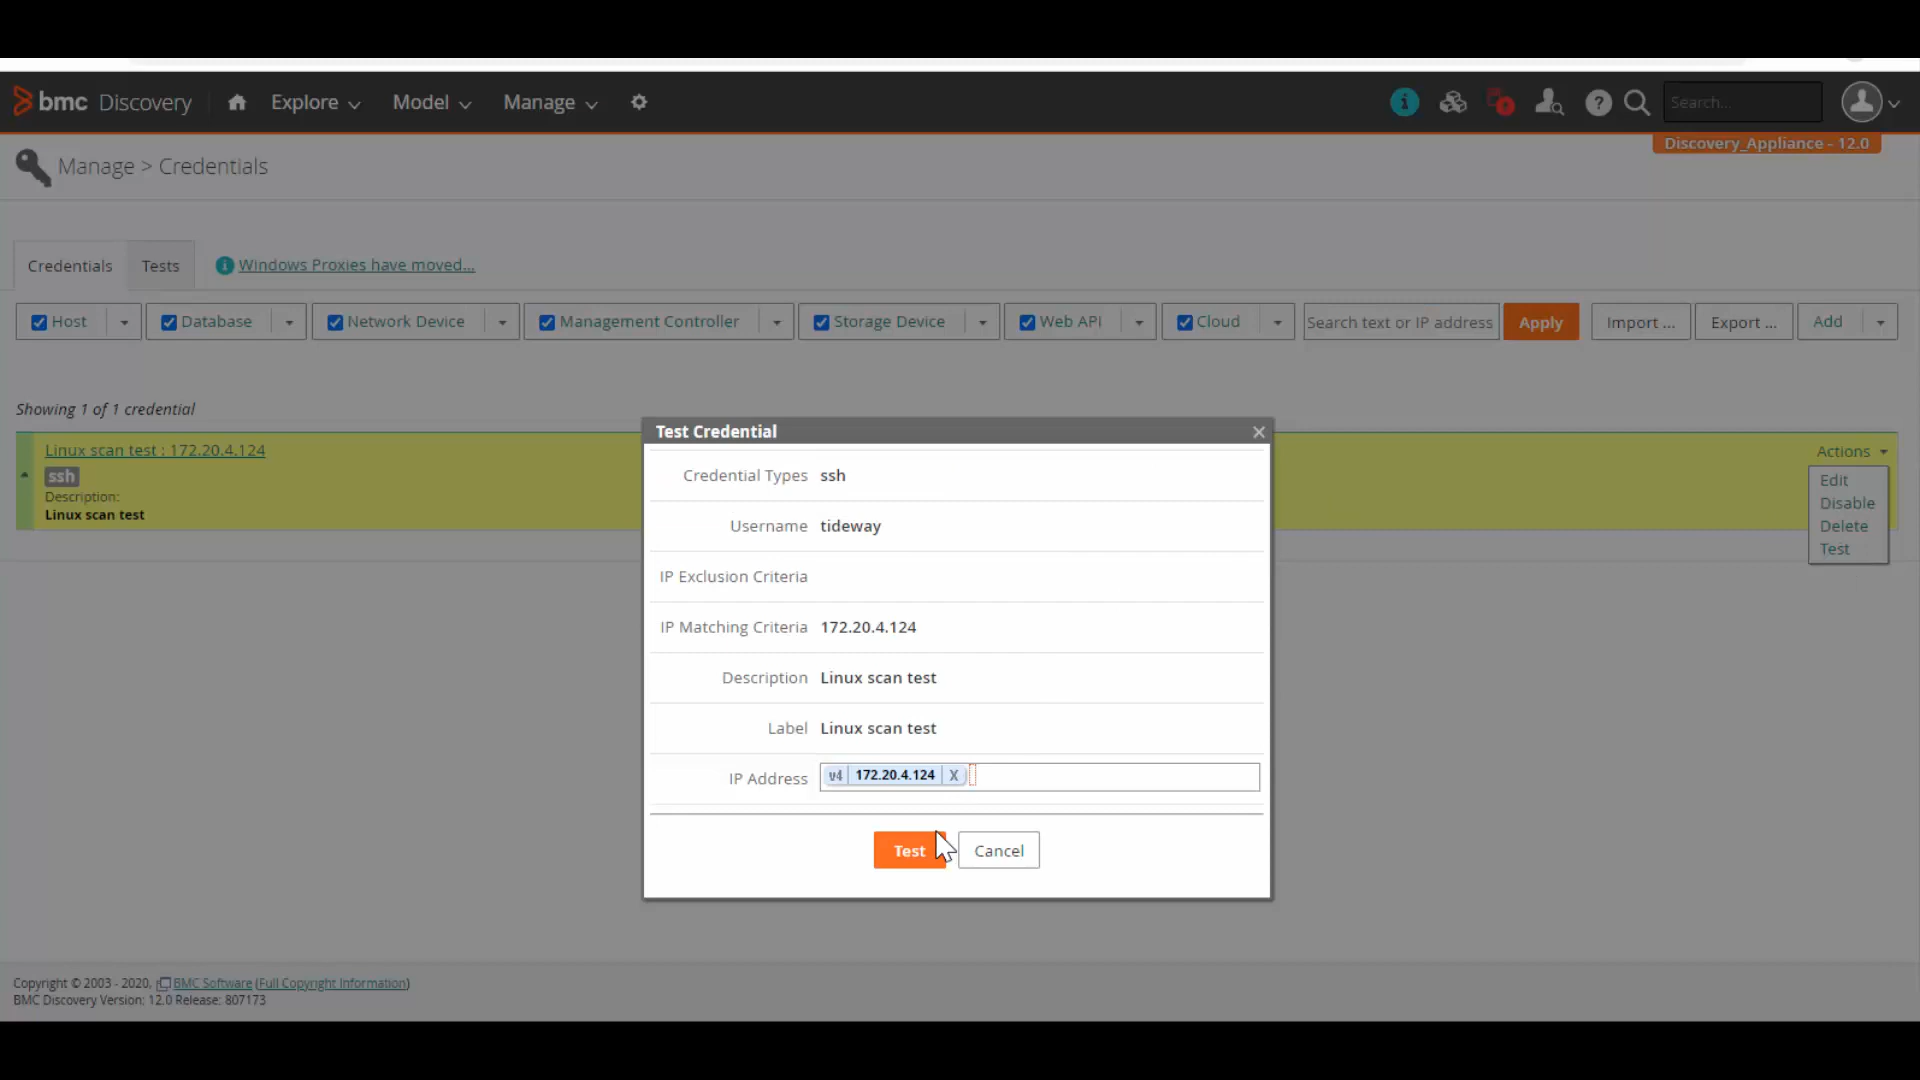 bmc Discovery Explore Model Manage Search...
Discovery_Appliance - 12.0
Manage > Credentials
Credentials Tests Windows Proxies have moved...
Host Database Network Device Management Controller Storage Device Web API Cloud Search text or IP address Apply Import ... Export ... Add
Showing 1 of 1 credential
Linux scan test : 172.20.4.124
ssh
Description:
Linux scan test
Actions
Edit
Disable
Delete
Test
Test Credential
Credential Types ssh
Username tideway
IP Exclusion Criteria
IP Matching Criteria 172.20.4.124
Description Linux scan test
Label Linux scan test
IP Address v4 172.20.4.124 X
Test Cancel
Copyright © 2003 - 2020, BMC Software (Full Copyright Information)
BMC Discovery Version: 12.0 Release: 807173